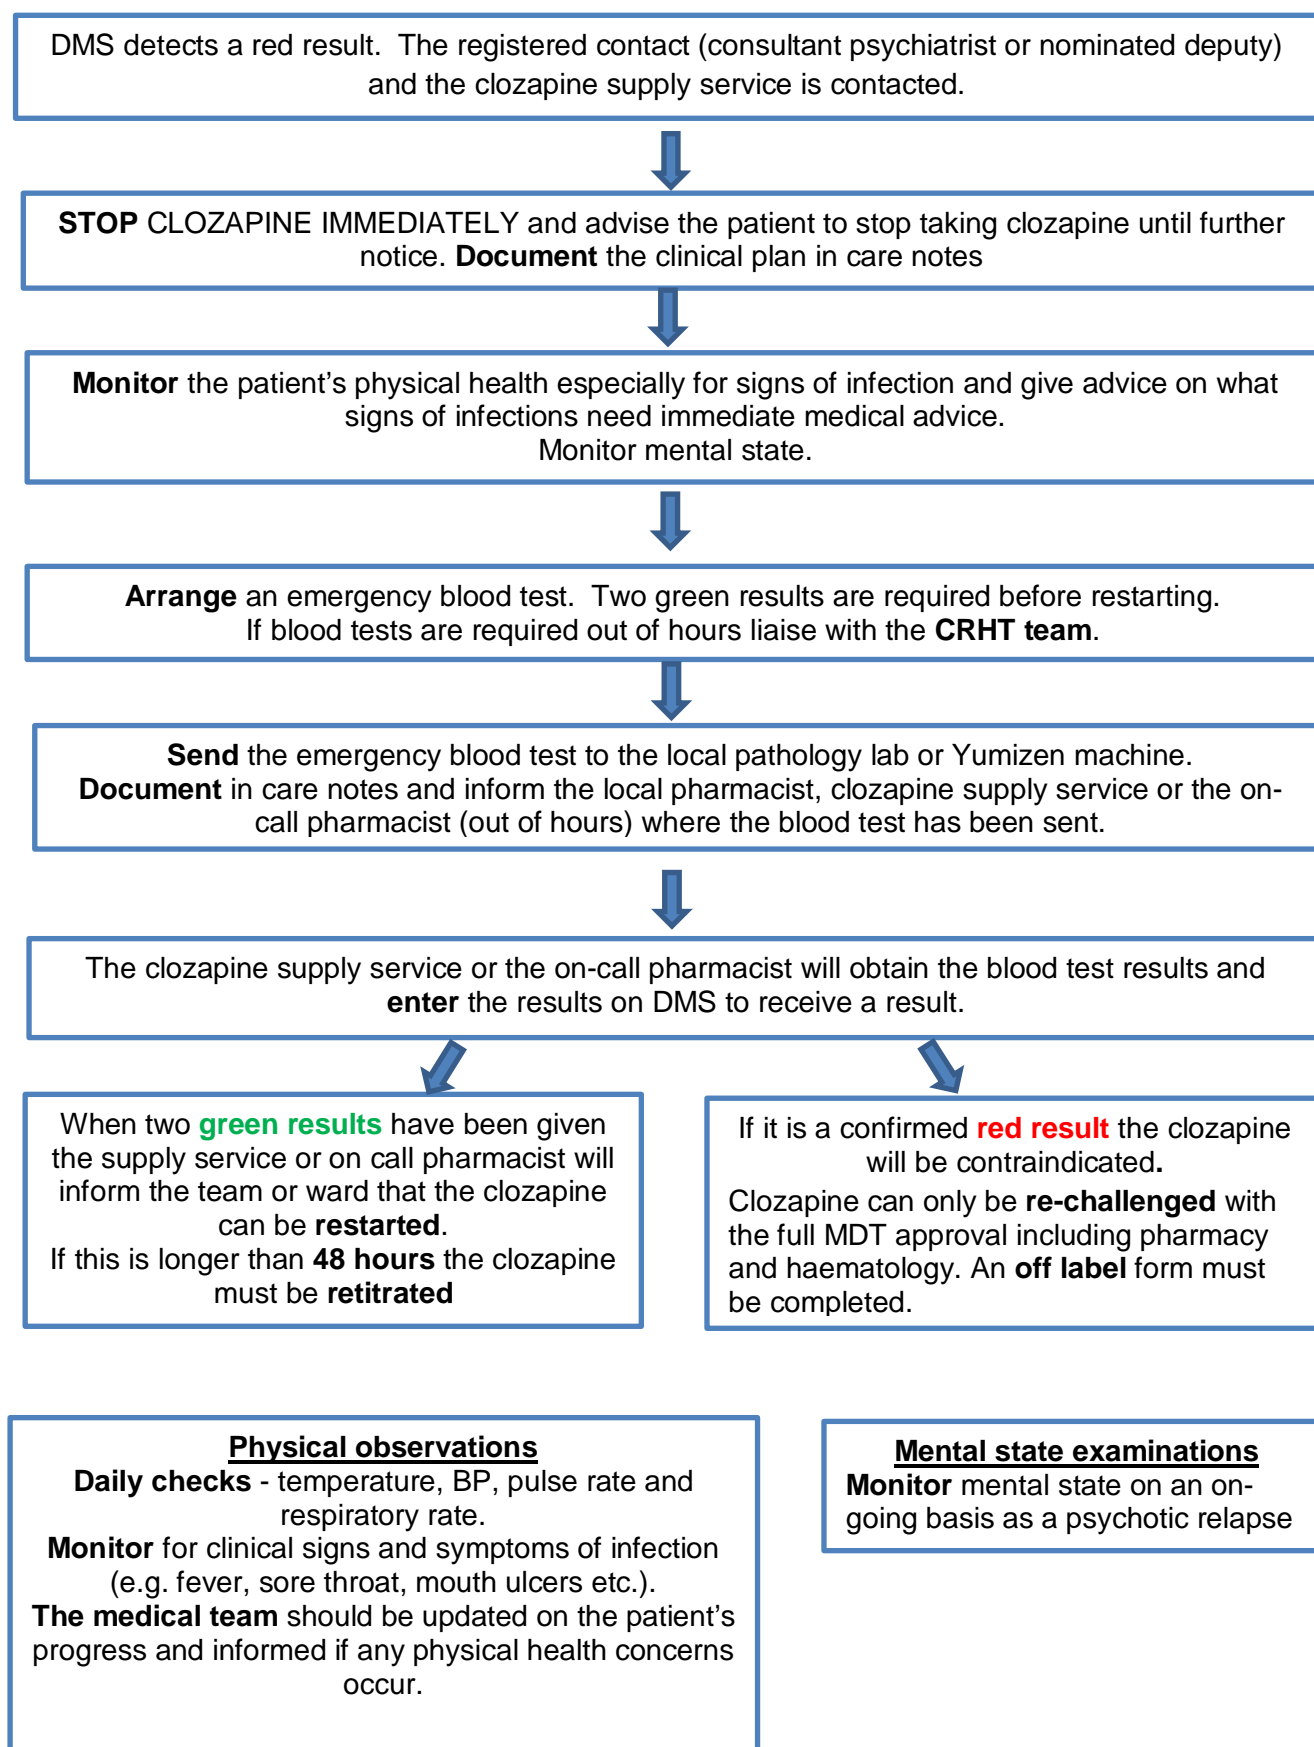 DMS detects a red result. The registered contact (consultant psychiatrist or nominated deputy)
and the clozapine supply service is contacted.
STOP CLOZAPINE IMMEDIATELY and advise the patient to stop taking clozapine until further
notice. Document the clinical plan in care notes
Monitor the patient’s physical health especially for signs of infection and give advice on what
signs of infections need immediate medical advice.
Monitor mental state.
Arrange an emergency blood test. Two green results are required before restarting.
If blood tests are required out of hours liaise with the CRHT team.
Send the emergency blood test to the local pathology lab or Yumizen machine.
Document in care notes and inform the local pharmacist, clozapine supply service or the on-
call pharmacist (out of hours) where the blood test has been sent.
The clozapine supply service or the on-call pharmacist will obtain the blood test results and
enter the results on DMS to receive a result.
When two green results have been given
the supply service or on call pharmacist will
inform the team or ward that the clozapine
can be restarted.
If this is longer than 48 hours the clozapine
must be retitrated
If it is a confirmed red result the clozapine
will be contraindicated.
Clozapine can only be re-challenged with
the full MDT approval including pharmacy
and haematology. An off label form must
be completed.
Physical observations
Daily checks - temperature, BP, pulse rate and
respiratory rate.
Monitor for clinical signs and symptoms of infection
(e.g. fever, sore throat, mouth ulcers etc.).
The medical team should be updated on the patient’s
progress and informed if any physical health concerns
occur.
Mental state examinations
Monitor mental state on an on-
going basis as a psychotic relapse